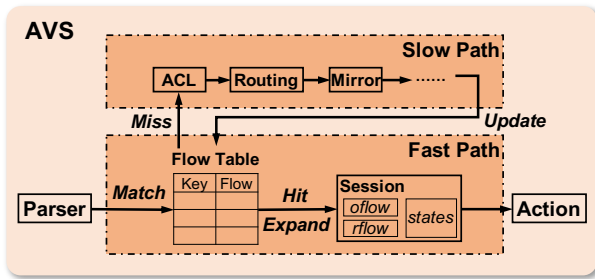 AVS
Slow Path
ACL
Routing
Mirror
······
Miss
Update
Flow Table
Fast Path
Key Flow
Match
Hit
Expand
Session
oflow
rflow
states
Parser
Action